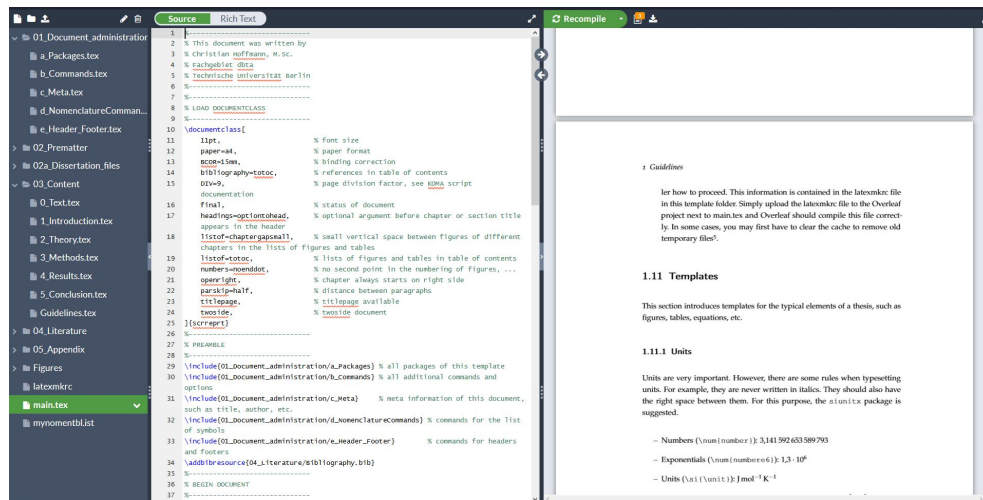 Source Rich Text
Recompile
01_Document_administration
a_Packages.tex
b_Commands.tex
c_Meta.tex
d_NomenclatureComman...
e_Header_Footer.tex
02_Prematter
02a_Dissertation_files
03_Content
0_Text.tex
1_Introduction.tex
2_Theory.tex
3_Methods.tex
4_Results.tex
5_Conclusion.tex
Guidelines.tex
04_Literature
05_Appendix
Figures
latexmkrc
main.tex
mynomentbl.ist
1 %------------------------------
2 % This document was written by
3 % Christian Hoffmann, M.Sc.
4 % Fachgebiet dbta
5 % Technische Universität Berlin
6 %------------------------------
7 %------------------------------
8 % LOAD DOCUMENTCLASS
9 %------------------------------
10 \documentclass[
11 11pt, % font size
12 paper=a4, % paper format
13 BCOR=15mm, % binding correction
14 bibliography=totoc, % references in table of contents
15 DIV=9, % page division factor, see KOMA script
documentation
16 final, % status of document
17 headings=optiontohead, % optional argument before chapter or section title
appears in the header
18 listof=chaptergapsmall, % small vertical space between figures of different
chapters in the lists of figures and tables
19 listof=totoc, % lists of figures and tables in table of contents
20 numbers=noenddot, % no second point in the numbering of figures, ...
21 openright, % chapter always starts on right side
22 parskip=half, % distance between paragraphs
23 titlepage, % titlepage available
24 twoside, % twoside document
25 ]{scrreprt}
26 %------------------------------
27 % PREAMBLE
28 %------------------------------
29 \include{01_Document_administration/a_Packages} % all packages of this template
30 \include{01_Document_administration/b_Commands} % all additional commands and
options
31 \include{01_Document_administration/c_Meta} % meta information of this document,
such as title, author, etc.
32 \include{01_Document_administration/d_NomenclatureCommands} % commands for the list
of symbols
33 \include{01_Document_administration/e_Header_Footer} % commands for headers
and footers
34 \addbibresource{04_Literature/Bibliography.bib}
35 %------------------------------
36 % BEGIN DOCUMENT
37 %------------------------------
1 Guidelines
ler how to proceed. This information is contained in the latexmkrc file
in this template folder. Simply upload the latexmkrc file to the Overleaf
project next to main.tex and Overleaf should compile this file correct-
ly. In some cases, you may first have to clear the cache to remove old
temporary files⁵.
1.11 Templates
This section introduces templates for the typical elements of a thesis, such as
figures, tables, equations, etc.
1.11.1 Units
Units are very important. However, there are some rules when typesetting
units. For example, they are never written in italics. They should also have
the right space between them. For this purpose, the siunitx package is
suggested.
– Numbers (\num{number}): 3,141 592 653 589 793
– Exponentials (\num{numbere6}): 1,3 · 10⁶
– Units (\si{\unit}): J mol⁻¹ K⁻¹